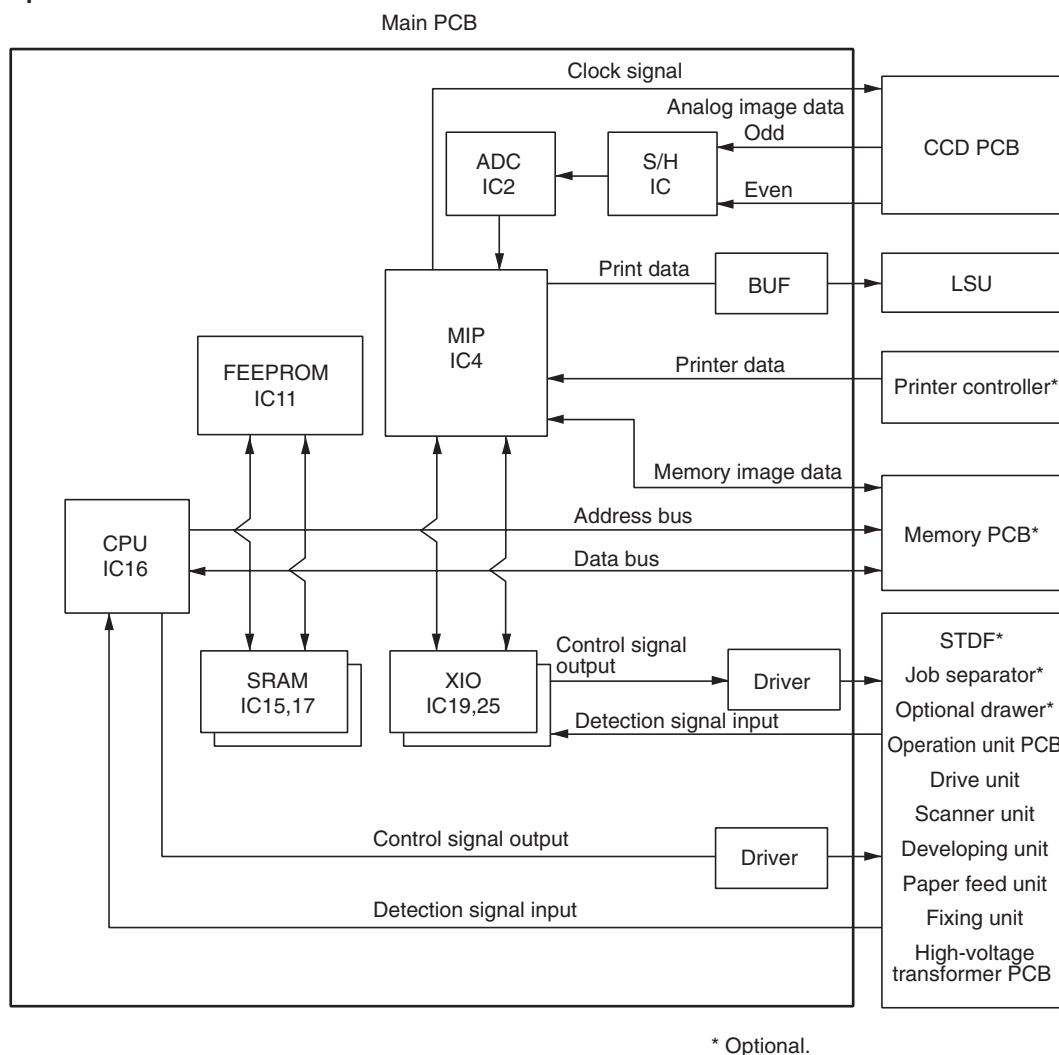 Main PCB
Clock signal
Analog image data
Odd
Even
CCD PCB
ADC
IC2
S/H
IC
Print data
BUF
LSU
MIP
IC4
FEEPROM
IC11
Printer data
Printer controller*
Memory image data
CPU
IC16
Address bus
Data bus
Memory PCB*
SRAM
IC15,17
XIO
IC19,25
Control signal
output
Driver
Detection signal input
STDF*
Job separator*
Optional drawer*
Operation unit PCB
Drive unit
Scanner unit
Developing unit
Paper feed unit
Fixing unit
High-voltage
transformer PCB
Control signal output
Driver
Detection signal input
* Optional.